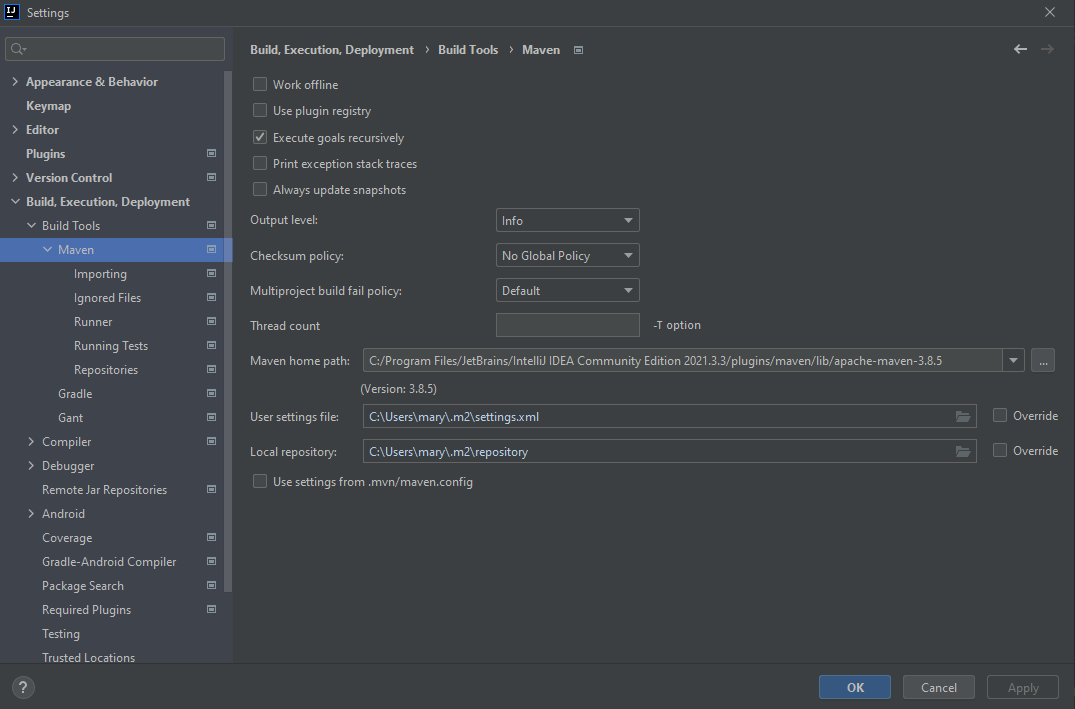 IJ Settings
Appearance & Behavior
Keymap
Editor
Plugins
Version Control
Build, Execution, Deployment
Build Tools
Maven
Importing
Ignored Files
Runner
Running Tests
Repositories
Gradle
Gant
Compiler
Debugger
Remote Jar Repositories
Android
Coverage
Gradle-Android Compiler
Package Search
Required Plugins
Testing
Trusted Locations
?
Build, Execution, Deployment › Build Tools › Maven
Work offline
Use plugin registry
Execute goals recursively
Print exception stack traces
Always update snapshots
Output level: Info
Checksum policy: No Global Policy
Multiproject build fail policy: Default
Thread count -T option
Maven home path: C:/Program Files/JetBrains/IntelliJ IDEA Community Edition 2021.3.3/plugins/maven/lib/apache-maven-3.8.5 ...
(Version: 3.8.5)
User settings file: C:\Users\mary\.m2\settings.xml Override
Local repository: C:\Users\mary\.m2\repository Override
Use settings from .mvn/maven.config
OK Cancel Apply